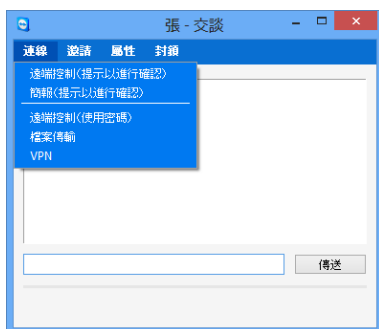 張 - 交談
連線 邀請 屬性 封鎖
遠端控制(提示以進行確認)
簡報(提示以進行確認)
遠端控制(使用密碼)
檔案傳輸
VPN
傳送